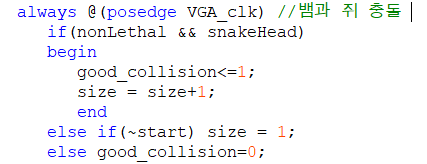 always @(posedge VGA_clk) //뱀과 쥐 충돌
if(nonLethal && snakeHead)
begin
good_collision<=1;
size = size+1;
end
else if(~start) size = 1;
else good_collision=0;